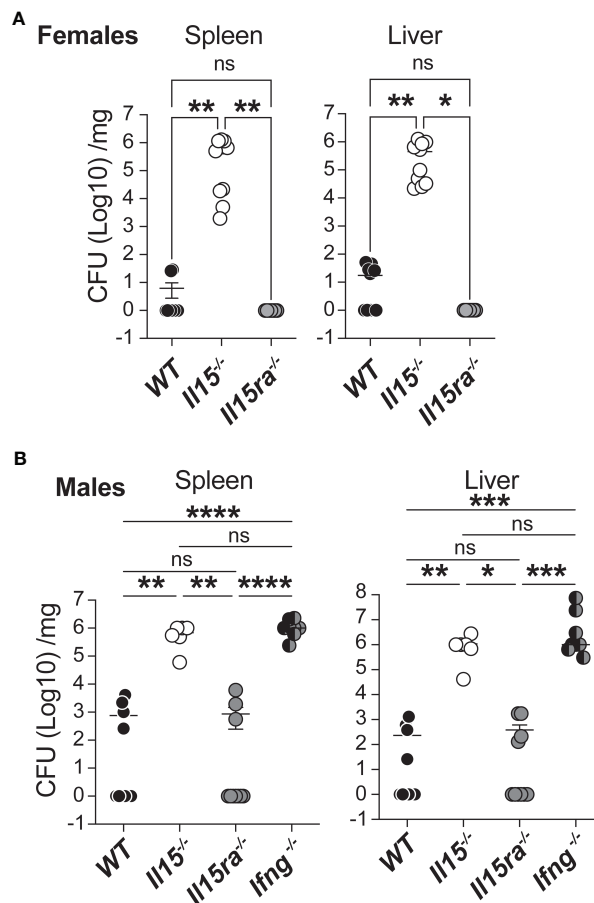 A
Females Spleen Liver
ns ns
** ** ** *
CFU (Log10) /mg
7 7
6 6
5 5
4 4
3 3
2 2
1 1
0 0
-1 -1
WT Il15-/- Il15ra-/- WT Il15-/- Il15ra-/-
B
Males Spleen Liver
**** ***
ns ns
ns ns
** ** **** ** * ***
CFU (Log10) /mg
8
7 7
6 6
5 5
4 4
3 3
2 2
1 1
0 0
-1 -1
WT Il15-/- Il15ra-/- Ifng-/- WT Il15-/- Il15ra-/- Ifng-/-